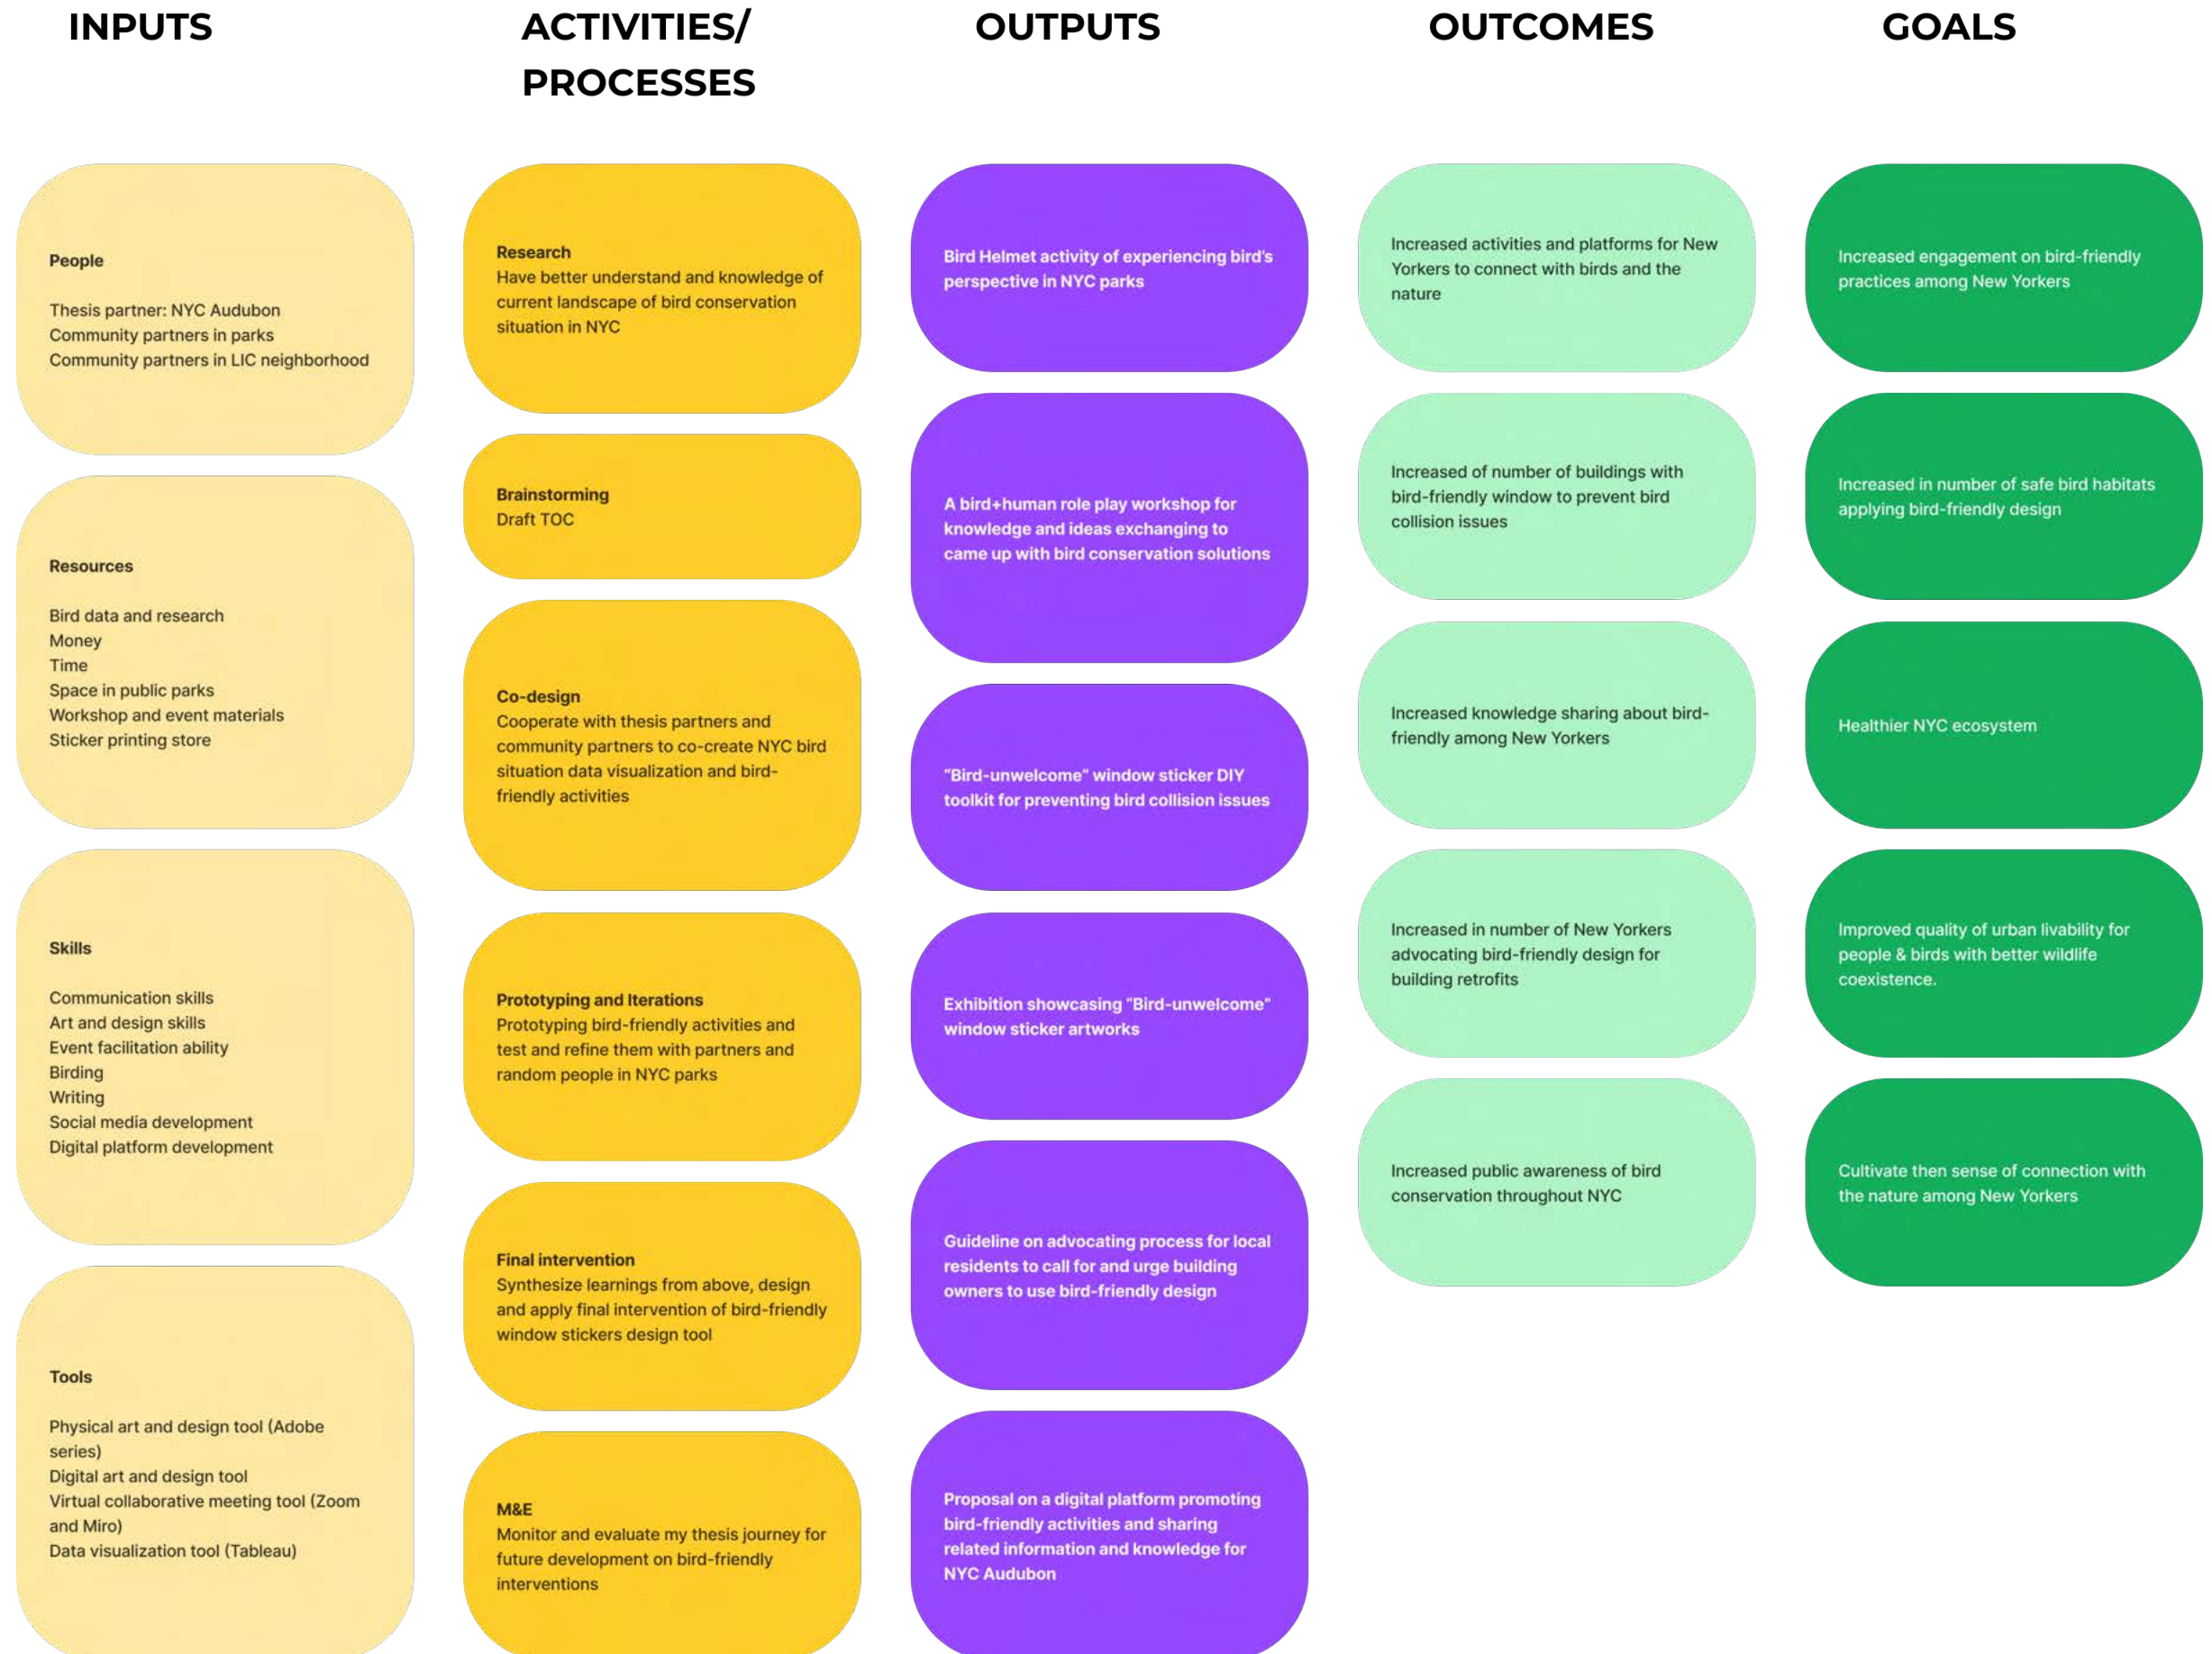 INPUTS
ACTIVITIES/
PROCESSES
OUTPUTS
OUTCOMES
GOALS
People
Thesis partner: NYC Audubon
Community partners in parks
Community partners in LIC neighborhood
Resources
Bird data and research
Money
Time
Space in public parks
Workshop and event materials
Sticker printing store
Skills
Communication skills
Art and design skills
Event facilitation ability
Birding
Writing
Social media development
Digital platform development
Tools
Physical art and design tool (Adobe
series)
Digital art and design tool
Virtual collaborative meeting tool (Zoom
and Miro)
Data visualization tool (Tableau)
Research
Have better understand and knowledge of
current landscape of bird conservation
situation in NYC
Brainstorming
Draft TOC
Co-design
Cooperate with thesis partners and
community partners to co-create NYC bird
situation data visualization and bird-
friendly activities
Prototyping and Iterations
Prototyping bird-friendly activities and
test and refine them with partners and
random people in NYC parks
Final intervention
Synthesize learnings from above, design
and apply final intervention of bird-friendly
window stickers design tool
M&E
Monitor and evaluate my thesis journey for
future development on bird-friendly
interventions
Bird Helmet activity of experiencing bird's
perspective in NYC parks
A bird+human role play workshop for
knowledge and ideas exchanging to
came up with bird conservation solutions
"Bird-unwelcome" window sticker DIY
toolkit for preventing bird collision issues
Exhibition showcasing "Bird-unwelcome"
window sticker artworks
Guideline on advocating process for local
residents to call for and urge building
owners to use bird-friendly design
Proposal on a digital platform promoting
bird-friendly activities and sharing
related information and knowledge for
NYC Audubon
Increased activities and platforms for New
Yorkers to connect with birds and the
nature
Increased of number of buildings with
bird-friendly window to prevent bird
collision issues
Increased knowledge sharing about bird-
friendly among New Yorkers
Increased in number of New Yorkers
advocating bird-friendly design for
building retrofits
Increased public awareness of bird
conservation throughout NYC
Increased engagement on bird-friendly
practices among New Yorkers
Increased in number of safe bird habitats
applying bird-friendly design
Healthier NYC ecosystem
Improved quality of urban livability for
people & birds with better wildlife
coexistence.
Cultivate then sense of connection with
the nature among New Yorkers